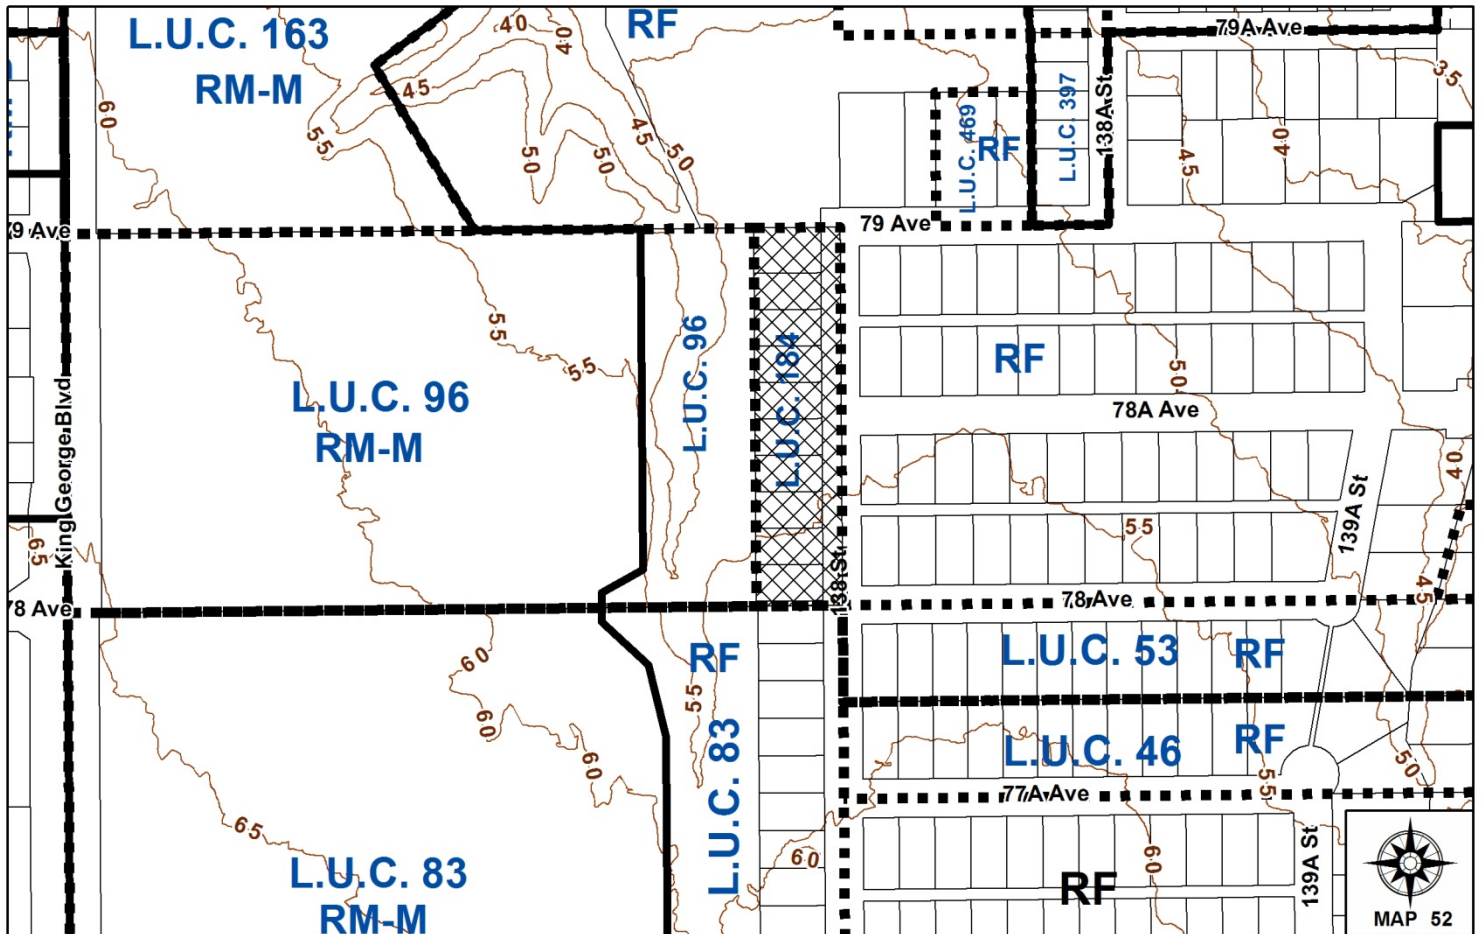 L.U.C. 163
RM-M
RF
40
40
45
55
60
45
50
50
50
79A Ave
35
L.U.C. 469
RF
L.U.C. 397
138A St
45
40
79 Ave
79 Ave
55
55
L.U.C. 96
L.U.C. 184
RF
50
78A Ave
L.U.C. 96
RM-M
King George Blvd
65
55
139A St
40
45
138 St
78 Ave
78 Ave
60
RF
L.U.C. 53
RF
55
60
60
L.U.C. 83
L.U.C. 46
RF
50
55
77A Ave
65
60
60
139A St
L.U.C. 83
RM-M
RF
MAP 52